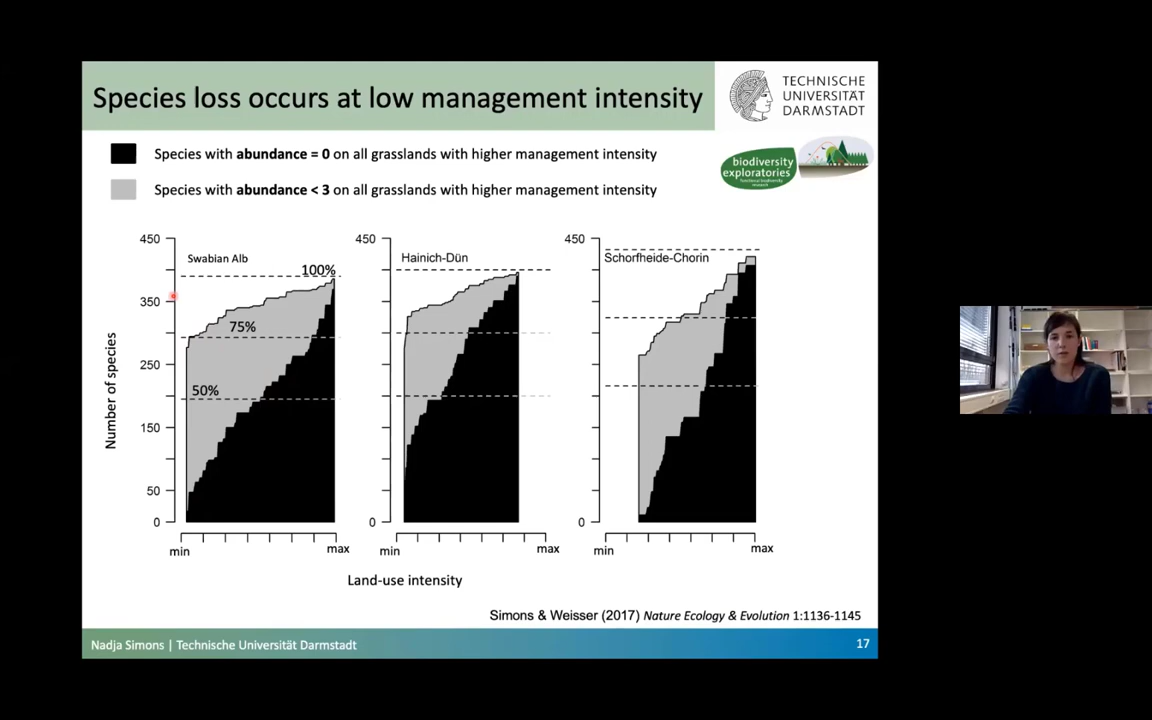 Species loss occurs at low management intensity
TECHNISCHE
UNIVERSITÄT
DARMSTADT
Species with abundance = 0 on all grasslands with higher management intensity
Species with abundance < 3 on all grasslands with higher management intensity
biodiversity
exploratories
Number of species
450
350
250
150
50
0
Swabian Alb
100%
75%
50%
min
max
450
0
Hainich-Dün
min
max
450
0
Schorfheide-Chorin
min
max
Land-use intensity
Simons & Weisser (2017) Nature Ecology & Evolution 1:1136-1145
Nadja Simons | Technische Universität Darmstadt
17